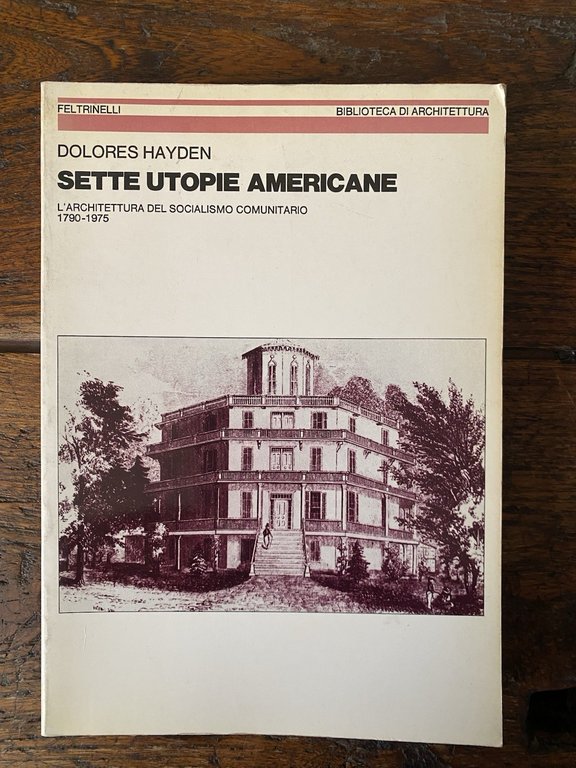 FELTRINELLI BIBLIOTECA DI ARCHITETTURA
DOLORES HAYDEN
SETTE UTOPIE AMERICANE
L'ARCHITETTURA DEL SOCIALISMO COMUNITARIO
1790-1975